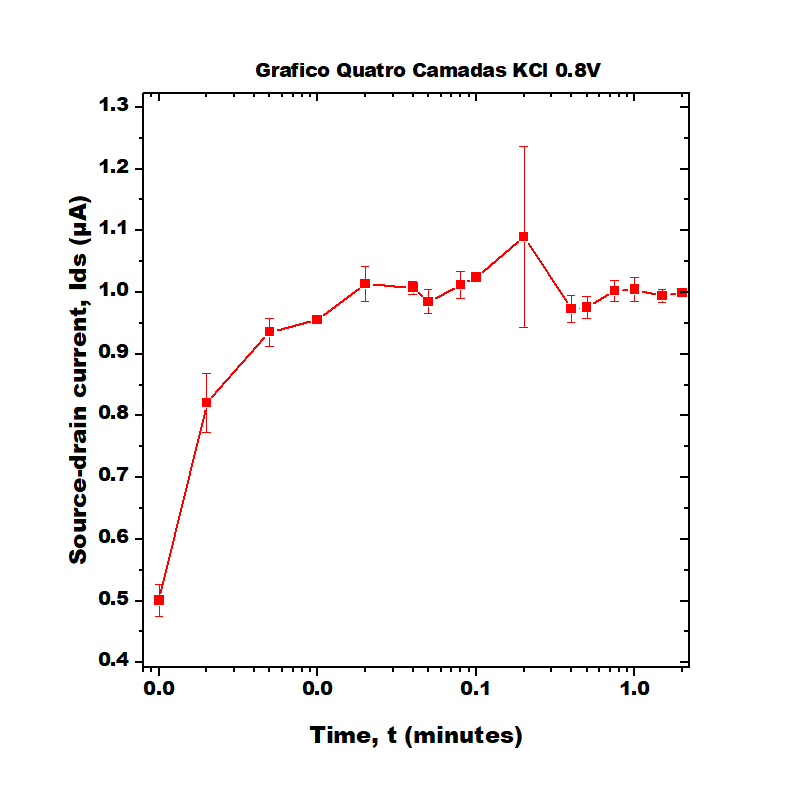 Grafico Quatro Camadas KCl 0.8V
1.3
1.2
1.1
1.0
0.9
0.8
0.7
0.6
0.5
0.4
Source-drain current, Ids (µA)
0.0 0.0 0.1 1.0
Time, t (minutes)